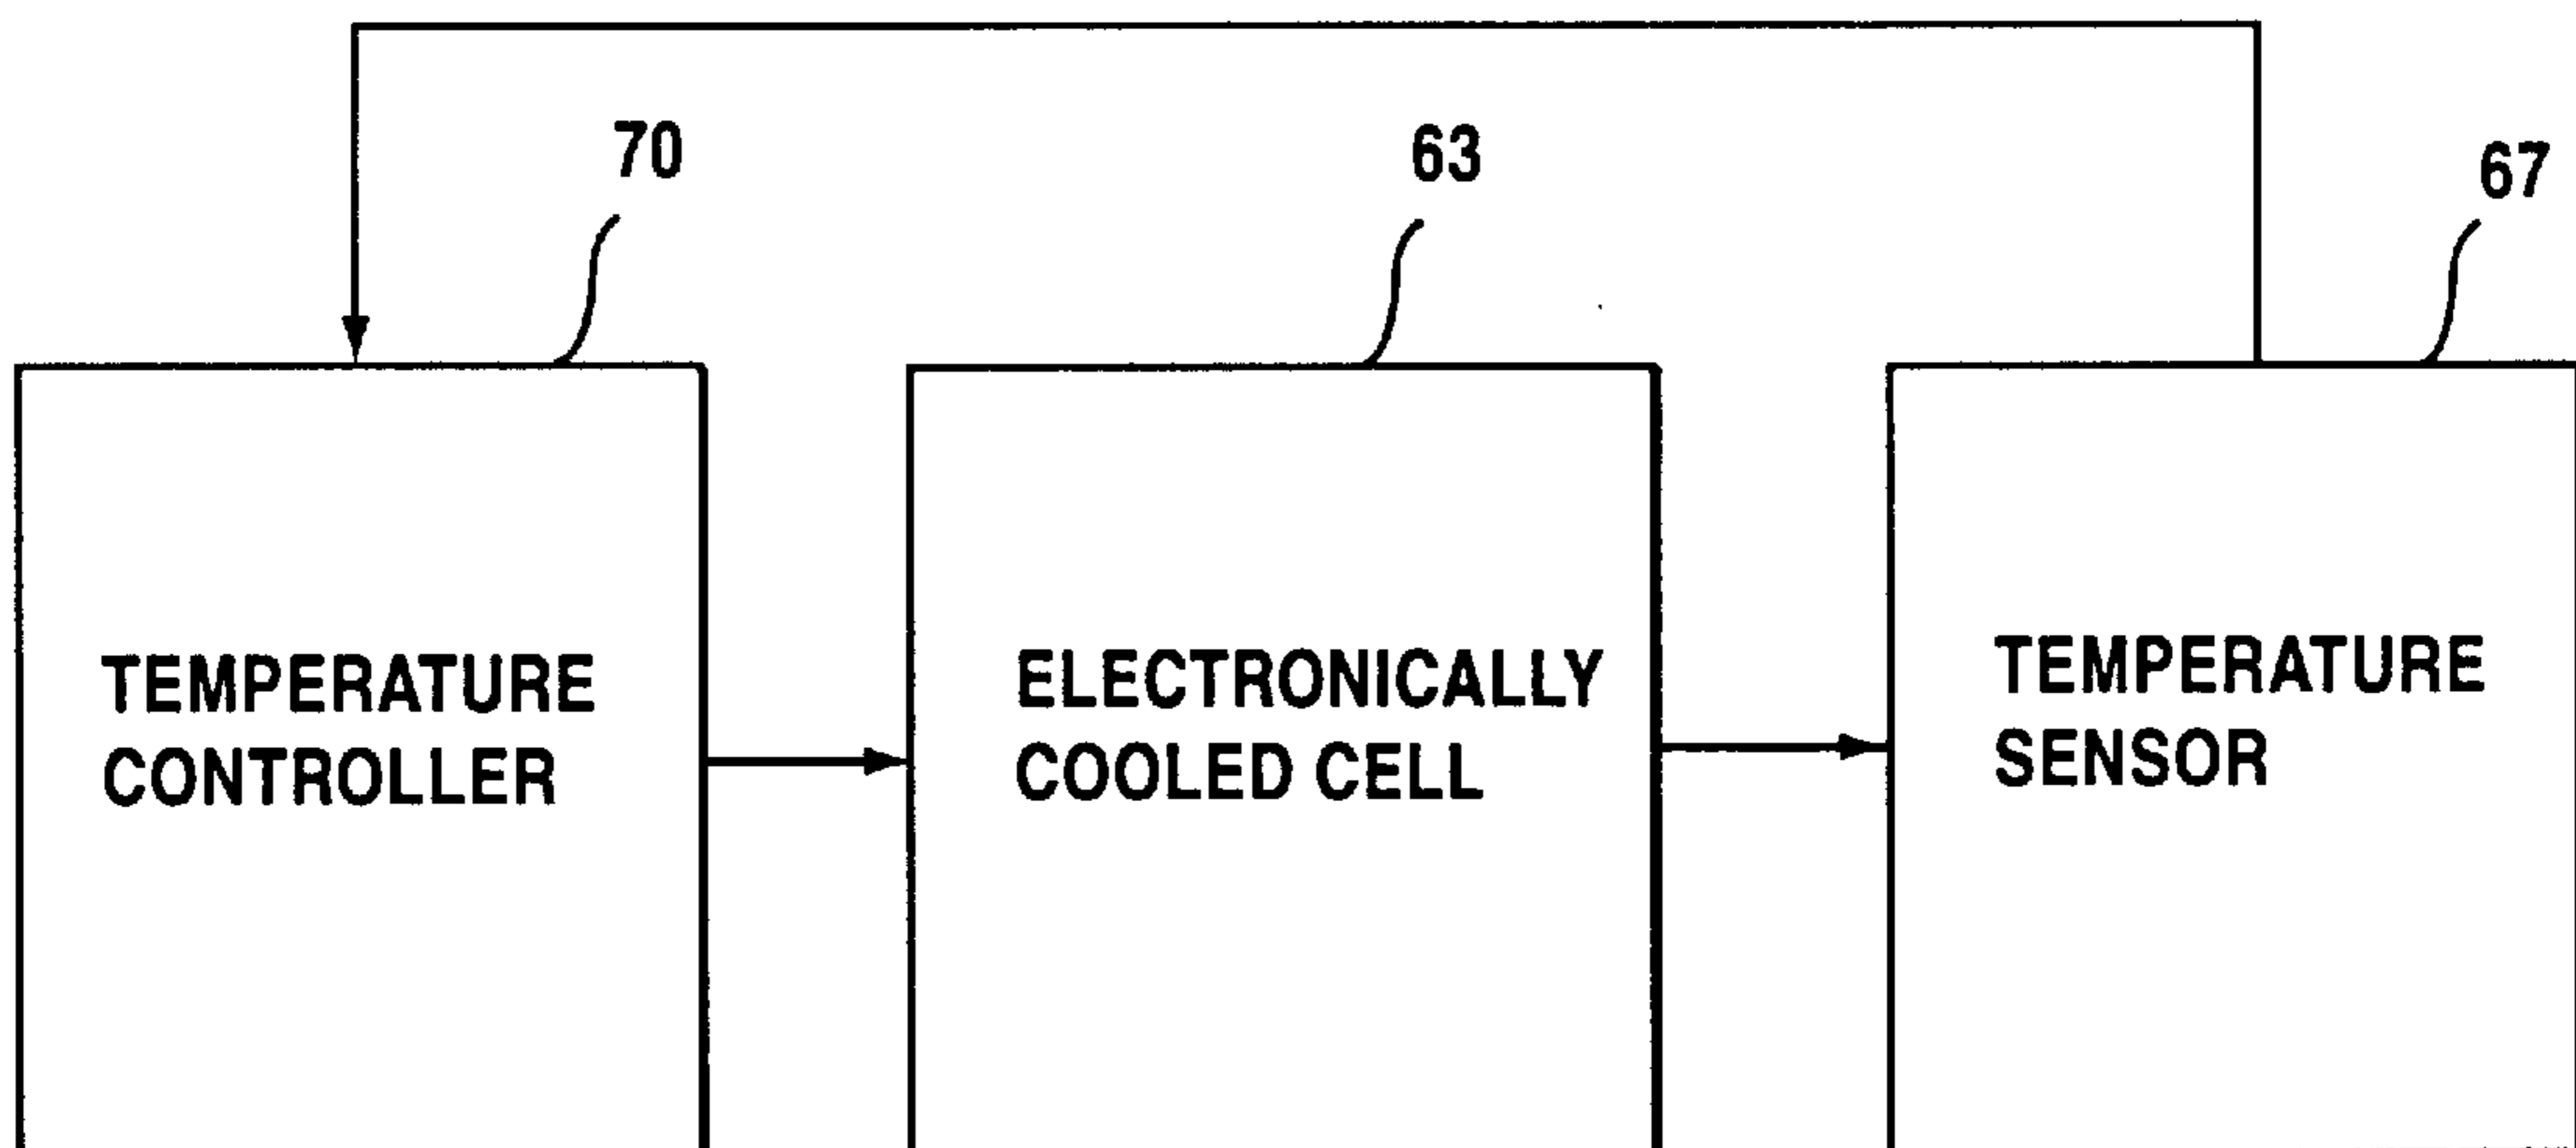 70
63
67
TEMPERATURE
CONTROLLER
ELECTRONICALLY
COOLED CELL
TEMPERATURE
SENSOR